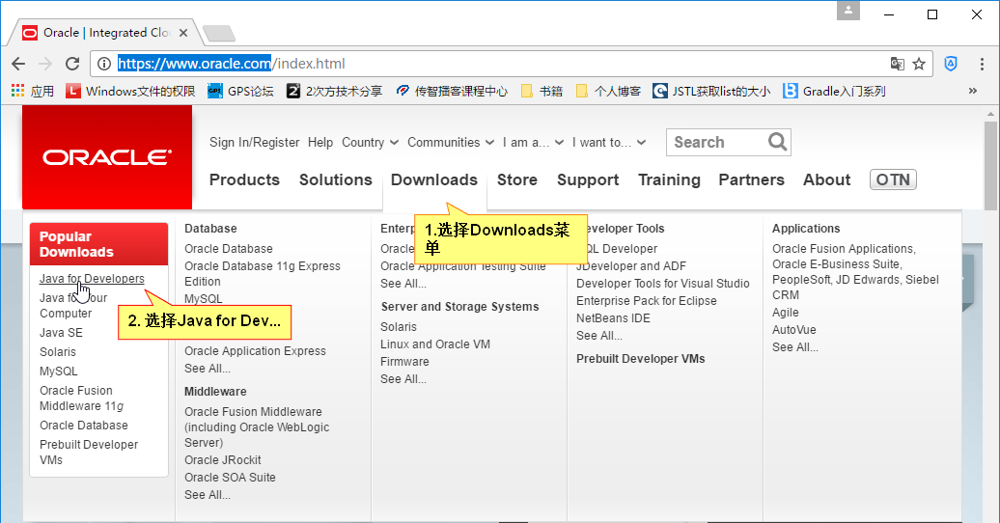 Oracle | Integrated Clo
https://www.oracle.com/index.html
应用
Windows文件的权限
GPS论坛
2次方技术分享
传智播客课程中心
书籍
个人博客
JSTL获取list的大小
Gradle入门系列
»
ORACLE
Sign In/Register
Help
Country
Communities
I am a...
I want to...
Search
Products
Solutions
Downloads
Store
Support
Training
Partners
About
OTN
1.选择Downloads菜
单
Popular
Downloads
Java for Developers
Java for Your
Computer
Java SE
Solaris
MySQL
Oracle Fusion
Middleware 11g
Oracle Database
Prebuilt Developer
VMs
2. 选择Java for Dev...
Database
Oracle Database
Oracle Database 11g Express
Edition
MySQL
Oracle Application Express
See All...
Middleware
Oracle Fusion Middleware
(including Oracle WebLogic
Server)
Oracle JRockit
Oracle SOA Suite
See All...
Oracle Application Testing Suite
See All...
Server and Storage Systems
Solaris
Linux and Oracle VM
Firmware
See All...
Developer Tools
SQL Developer
JDeveloper and ADF
Developer Tools for Visual Studio
Enterprise Pack for Eclipse
NetBeans IDE
See All...
Prebuilt Developer VMs
Applications
Oracle Fusion Applications,
Oracle E-Business Suite,
PeopleSoft, JD Edwards, Siebel
CRM
Agile
AutoVue
See All...